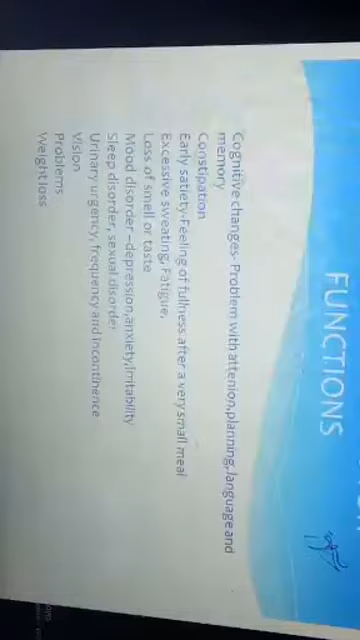 FUNCTIONS
Cognitive changes- Problem with attenion,planning,language and
memory
Constipation
Early satiety-Feeling of fullness after a very small meal
Excessive sweating, Fatigue,
Loss of smell or taste
Mood disorder –depression,anxiety,irritability
Sleep disorder, sexual disorder
Urinary urgency, frequency and incontinence
Vision
Problems
Weight loss